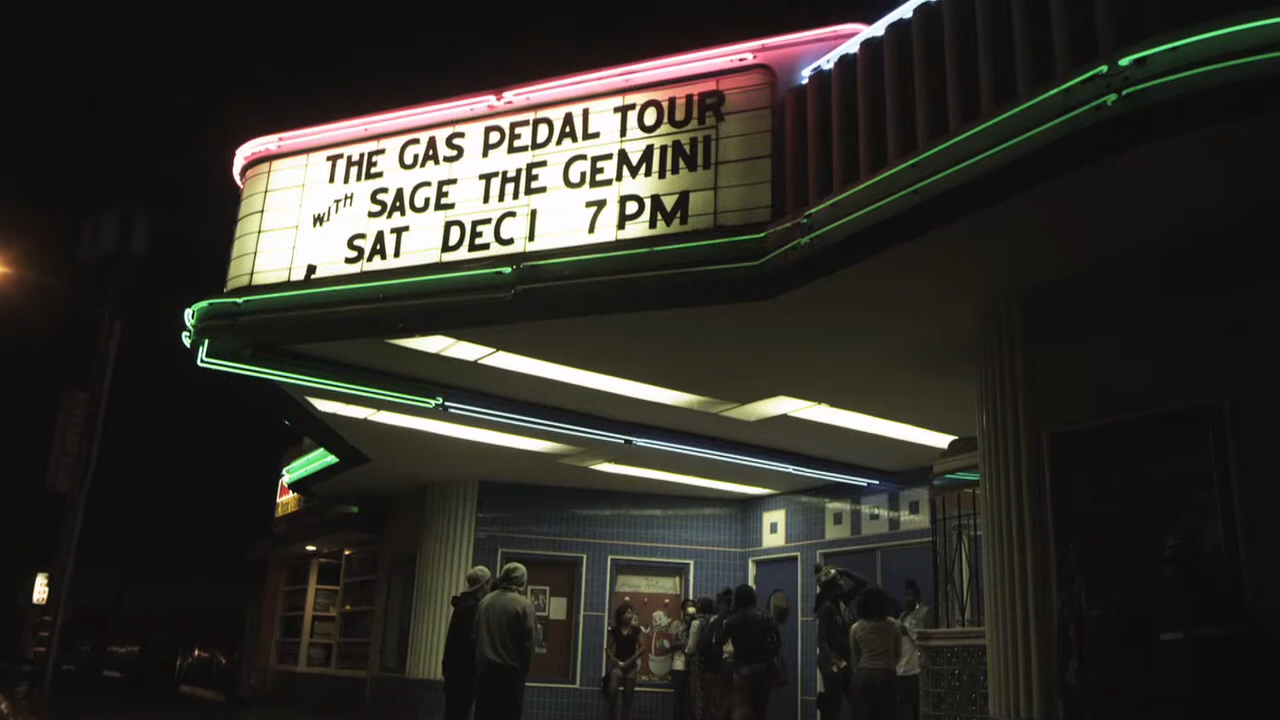 THE GAS PEDAL TOUR
WITH SAGE THE GEMINI
SAT DEC 1 7PM